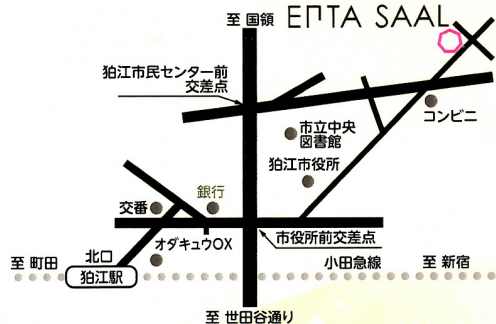 至 国領
ΕΠΤΑ SAAL
狛江市民センター前
交差点
コンビニ
市立中央
図書館
狛江市役所
銀行
交番
市役所前交差点
オダキュウOX
北口
至 町田
狛江駅
小田急線
至 新宿
至 世田谷通り